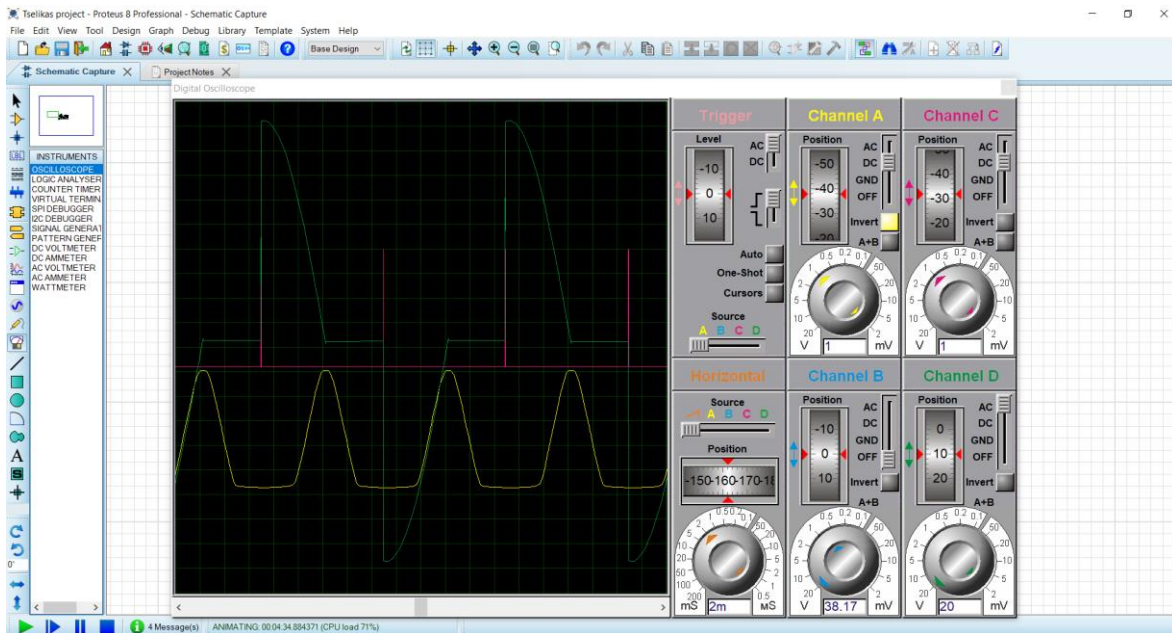 Tselikas project - Proteus 8 Professional - Schematic Capture
File Edit View Tool Design Graph Debug Library Template System Help
Base Design
Schematic Capture
ProjectNotes
Digital Oscilloscope
INSTRUMENTS
OSCILLOSCOPE
LOGIC ANALYSER
COUNTER TIMER
VIRTUAL TERMIN
SPI DEBUGGER
I2C DEBUGGER
SIGNAL GENERAT
PATTERN GENEF
DC VOLTMETER
DC AMMETER
AC VOLTMETER
AC AMMETER
WATTMETER
Trigger
Level
AC
DC
-10
0
10
Auto
One-Shot
Cursors
Source
A B C D
Channel A
Position
AC
DC
GND
OFF
-50
-40
-30
-20
Invert
A+B
V 1 mV
Channel C
Position
AC
DC
GND
OFF
-40
-30
-20
Invert
A+B
V 1 mV
Horizontal
Source
A B C D
Position
-150 -160 -170 -18
mS 2m
Channel B
Position
AC
DC
GND
OFF
-10
0
10
Invert
A+B
V 38.17 mV
Channel D
Position
AC
DC
GND
OFF
0
10
20
Invert
A+B
V 20 mV
0°
4 Message(s)
ANIMATING: 00:04:34.884371 (CPU load 71%)